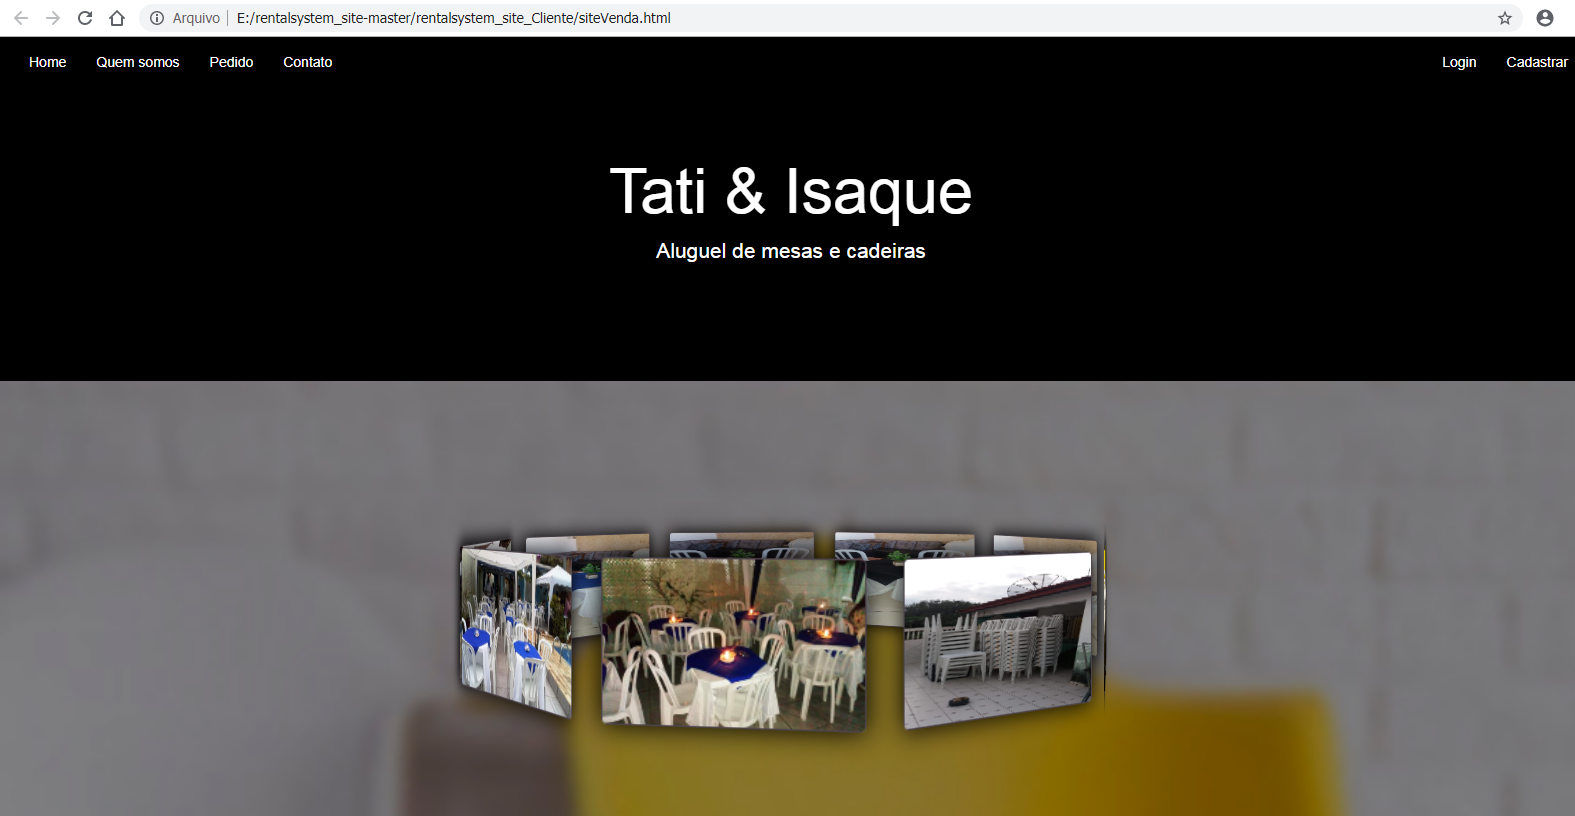 Arquivo | E:/rentalsystem_site-master/rentalsystem_site_Cliente/siteVenda.html
Home Quem somos Pedido Contato Login Cadastrar
Tati & Isaque
Aluguel de mesas e cadeiras